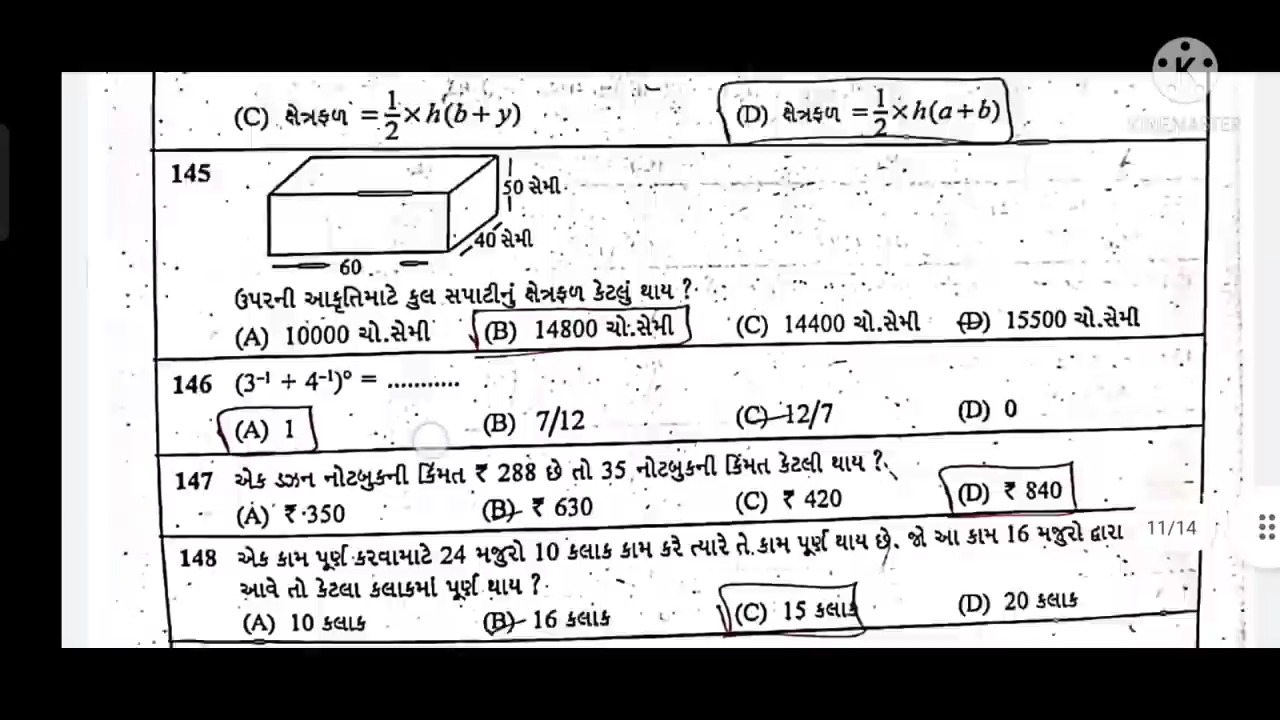 KINEMASTER
(C) ક્ષેત્રફળ = 1/2 × h(b + y) (D) ક્ષેત્રફળ = 1/2 × h(a + b)
145
50 સેમી
40 સેમી
60
ઉપરની આકૃતિમાટે કુલ સપાટીનું ક્ષેત્રફળ કેટલું થાય ?
(A) 10000 ચો.સેમી (B) 14800 ચો.સેમી (C) 14400 ચો.સેમી (D) 15500 ચો.સેમી
146 (3⁻¹ + 4⁻¹)⁰ = ...........
(A) 1 (B) 7/12 (C) 12/7 (D) 0
147 એક ડઝન નોટબુકની કિંમત ₹ 288 છે તો 35 નોટબુકની કિંમત કેટલી થાય ?
(A) ₹ 350 (B) ₹ 630 (C) ₹ 420 (D) ₹ 840
148 એક કામ પૂર્ણ કરવામાટે 24 મજુરો 10 કલાક કામ કરે ત્યારે તે કામ પૂર્ણ થાય છે. જો આ કામ 16 મજુરો દ્વારા
11/14
આવે તો કેટલા કલાકમાં પૂર્ણ થાય ?
(A) 10 કલાક (B) 16 કલાક (C) 15 કલાક (D) 20 કલાક